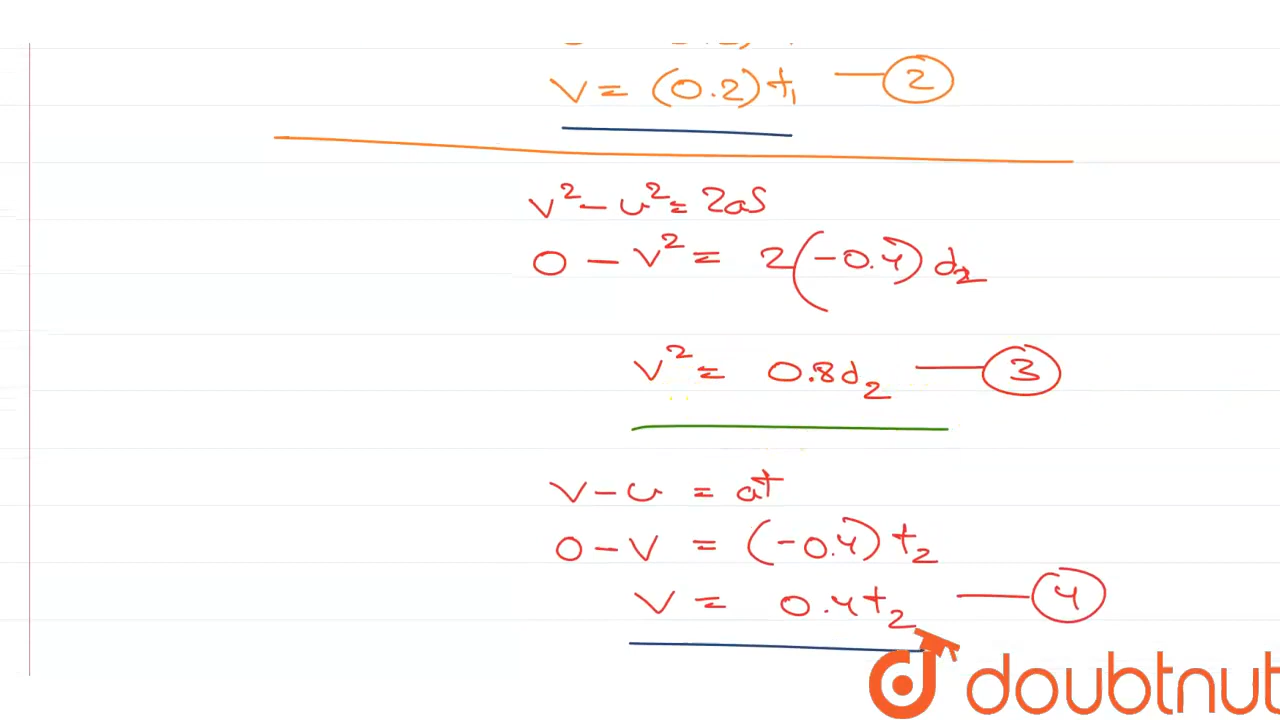 V = (0.2) t₁ — ②
v² - u² = 2aS
0 - v² = 2(-0.4) d₂
v² = 0.8d₂ — ③
v - u = at
0 - v = (-0.4) t₂
v = 0.4t₂ — ④
doubtnut